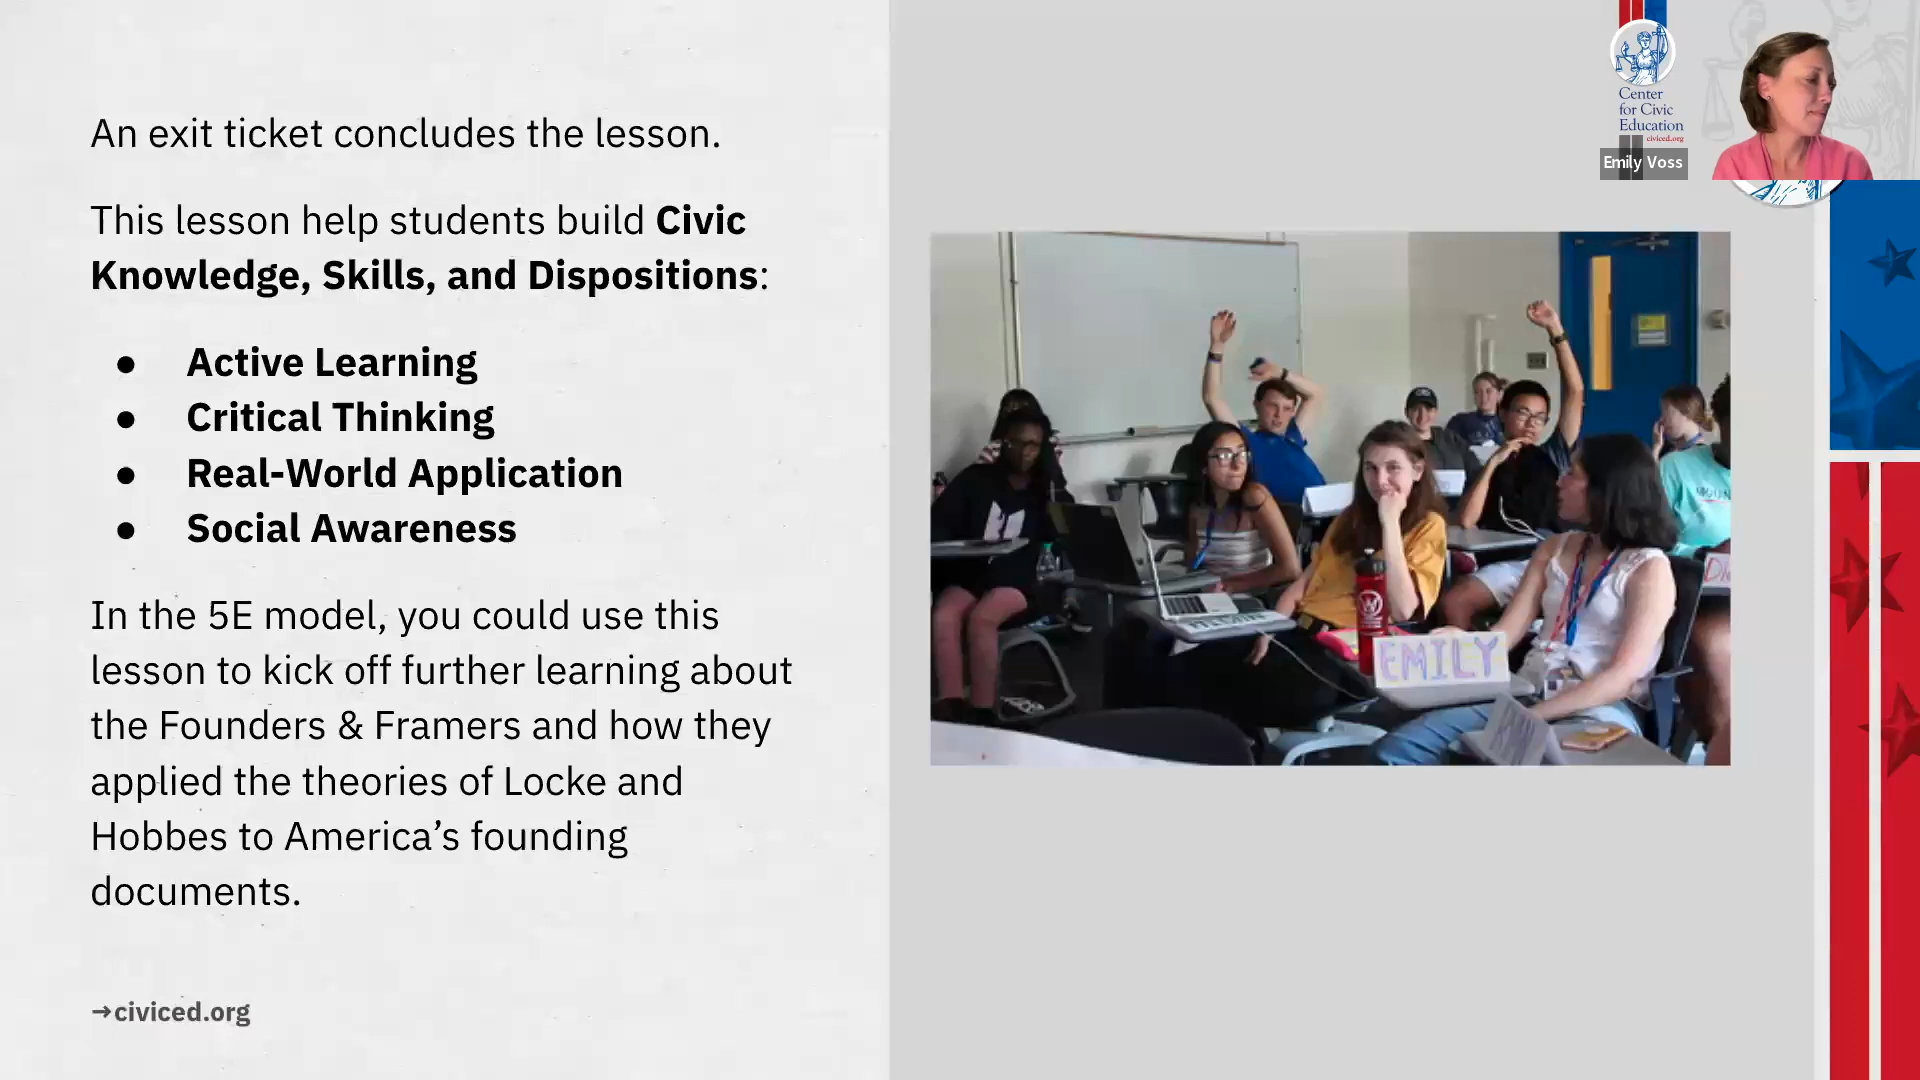 An exit ticket concludes the lesson.
This lesson help students build Civic
Knowledge, Skills, and Dispositions:
● Active Learning
● Critical Thinking
● Real-World Application
● Social Awareness
In the 5E model, you could use this
lesson to kick off further learning about
the Founders & Framers and how they
applied the theories of Locke and
Hobbes to America’s founding
documents.
→civiced.org
Center
for Civic
Education
civiced.org
Emily Voss
EMILY